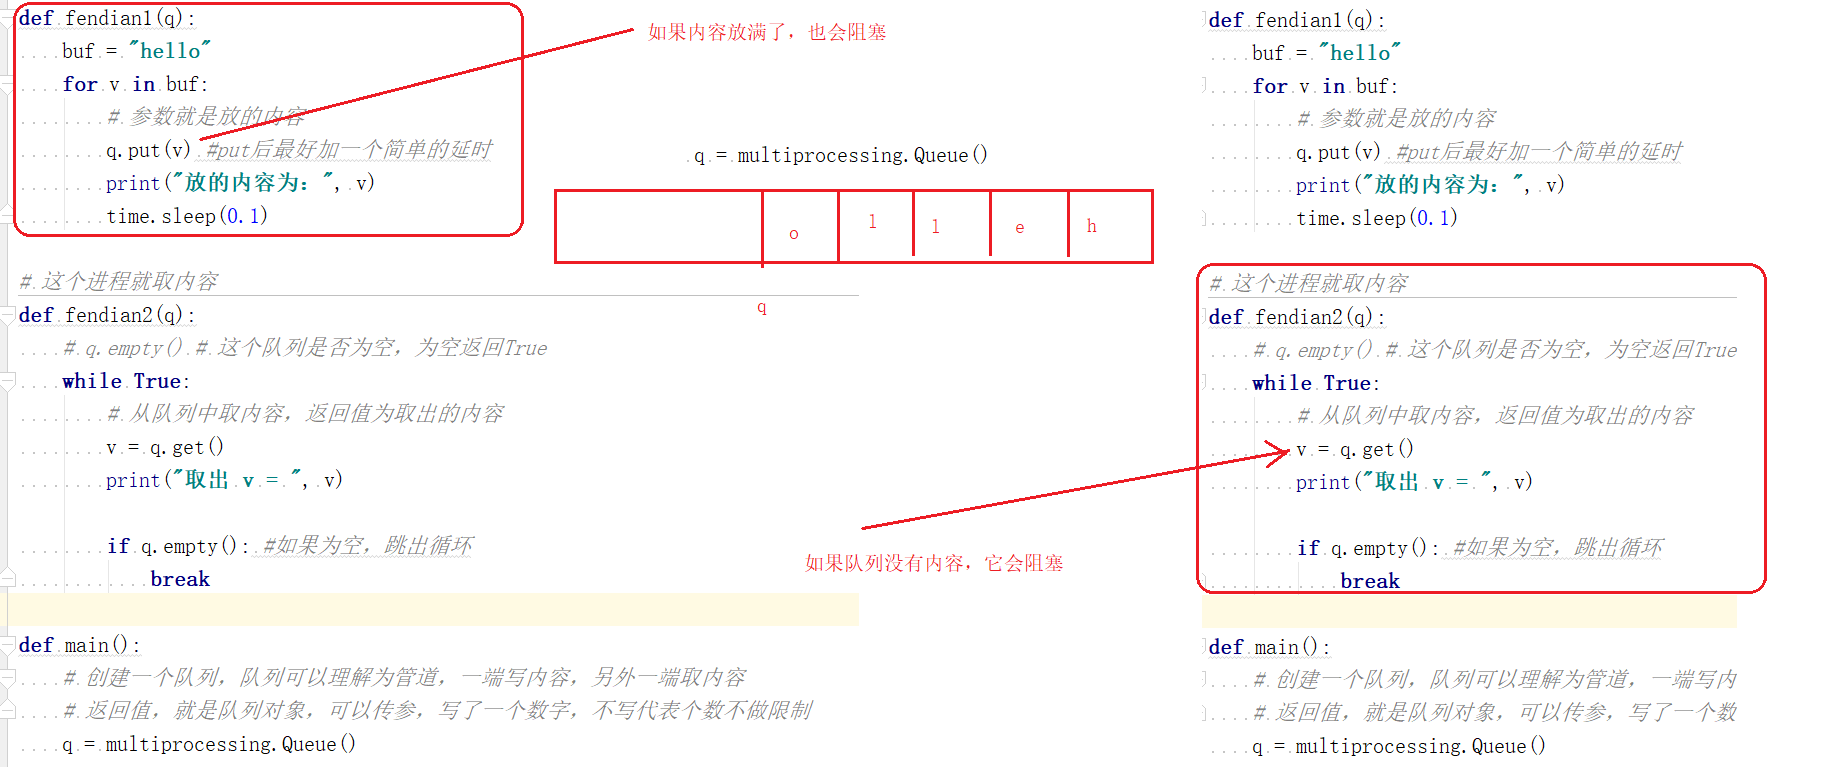 def fendian1(q):
buf = "hello"
for v in buf:
# 参数就是放的内容
q.put(v) #put后最好加一个简单的延时
print("放的内容为：", v)
time.sleep(0.1)
# 这个进程就取内容
def fendian2(q):
# q.empty() # 这个队列是否为空，为空返回True
while True:
# 从队列中取内容，返回值为取出的内容
v = q.get()
print("取出 v = ", v)
if q.empty(): #如果为空，跳出循环
break
def main():
# 创建一个队列，队列可以理解为管道，一端写内容，另外一端取内容
# 返回值，就是队列对象，可以传参，写了一个数字，不写代表个数不做限制
q = multiprocessing.Queue()
如果内容放满了，也会阻塞
q = multiprocessing.Queue()
o l l e h
q
如果队列没有内容，它会阻塞
def fendian1(q):
buf = "hello"
for v in buf:
# 参数就是放的内容
q.put(v) #put后最好加一个简单的延时
print("放的内容为：", v)
time.sleep(0.1)
# 这个进程就取内容
def fendian2(q):
# q.empty() # 这个队列是否为空，为空返回True
while True:
# 从队列中取内容，返回值为取出的内容
v = q.get()
print("取出 v = ", v)
if q.empty(): #如果为空，跳出循环
break
def main():
# 创建一个队列，队列可以理解为管道，一端写内
# 返回值，就是队列对象，可以传参，写了一个数
q = multiprocessing.Queue()